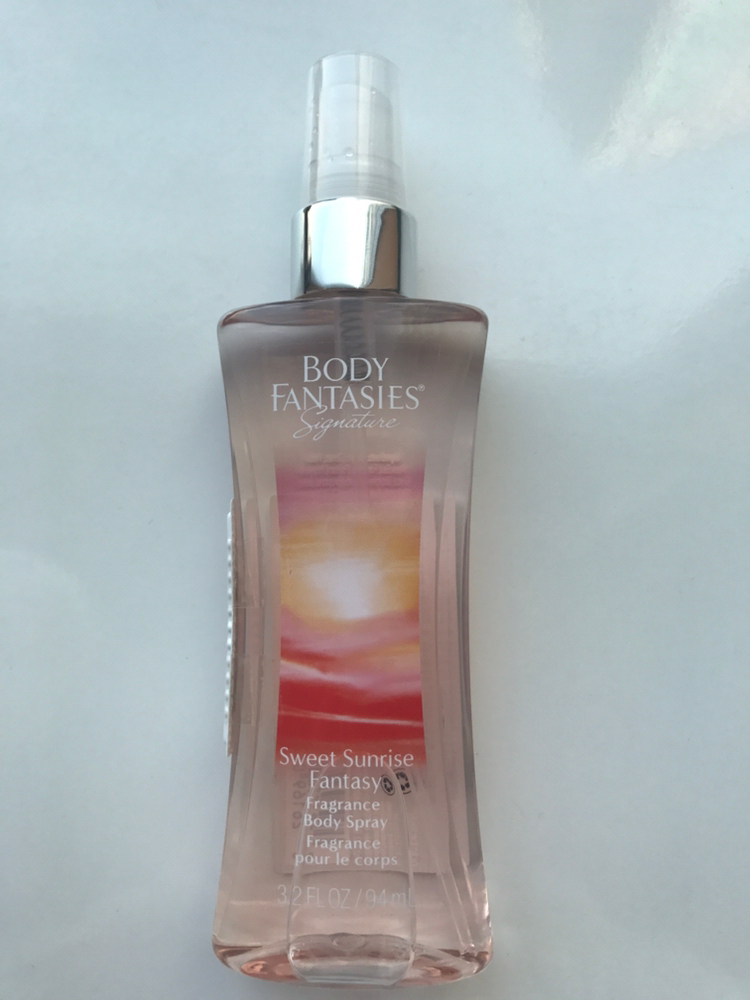 BODY
FANTASIES®
Signature
Sweet Sunrise
Fantasy
Fragrance
Body Spray
Fragrance
pour le corps
3.2 FL OZ / 94 mL